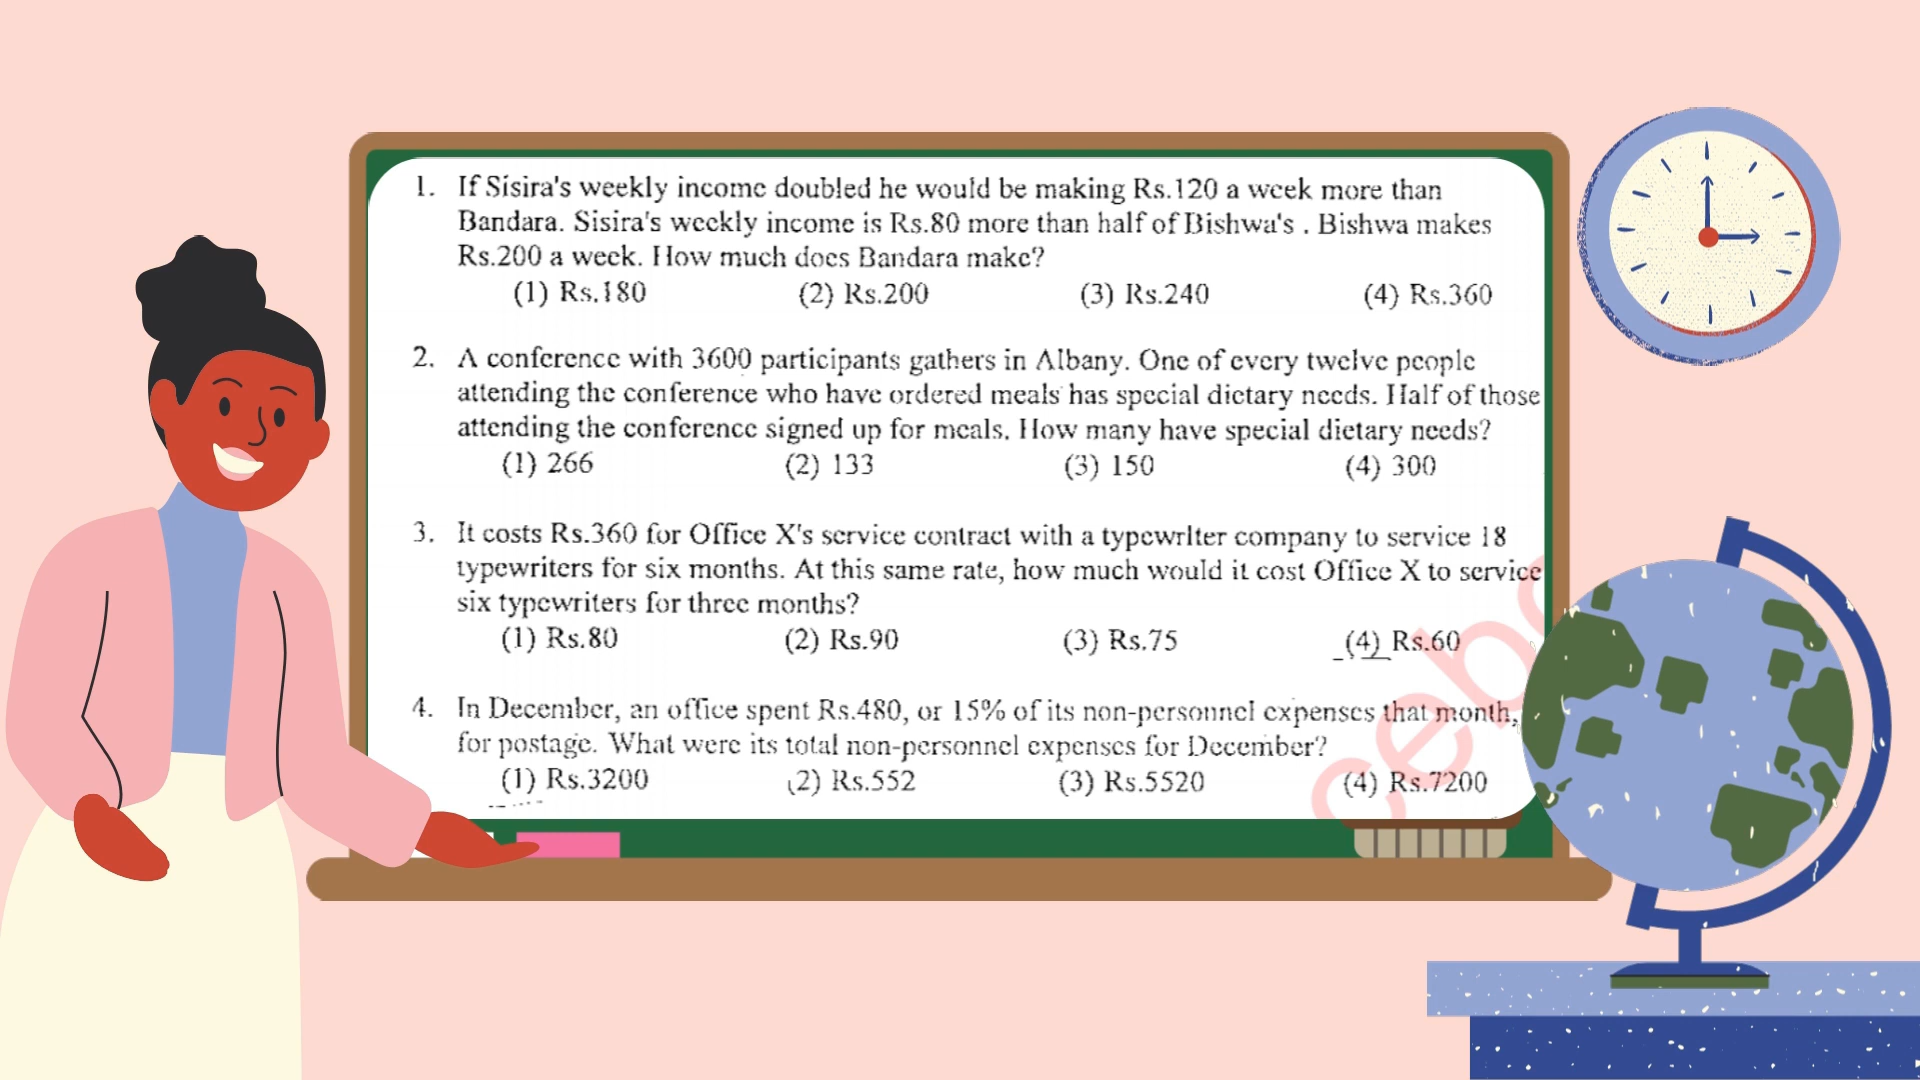 1. If Sisira's weekly income doubled he would be making Rs.120 a week more than
Bandara. Sisira's weekly income is Rs.80 more than half of Bishwa's . Bishwa makes
Rs.200 a week. How much does Bandara make?
(1) Rs.180 (2) Rs.200 (3) Rs.240 (4) Rs.360
2. A conference with 3600 participants gathers in Albany. One of every twelve people
attending the conference who have ordered meals has special dietary needs. Half of those
attending the conference signed up for meals. How many have special dietary needs?
(1) 266 (2) 133 (3) 150 (4) 300
3. It costs Rs.360 for Office X's service contract with a typewriter company to service 18
typewriters for six months. At this same rate, how much would it cost Office X to service
six typewriters for three months?
(1) Rs.80 (2) Rs.90 (3) Rs.75 (4) Rs.60
4. In December, an office spent Rs.480, or 15% of its non-personnel expenses that month,
for postage. What were its total non-personnel expenses for December?
(1) Rs.3200 (2) Rs.552 (3) Rs.5520 (4) Rs.7200